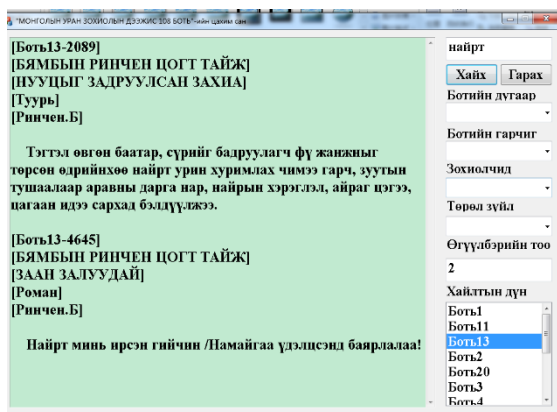 "МОНГОЛЫН УРАН ЗОХИОЛЫН ДЭЭЖИС 108 БОТЬ"-ийн цахим сан
[Боть13-2089]
[БЯМБЫН РИНЧЕН ЦОГТ ТАЙЖ]
[НУУЦЫГ ЗАДРУУЛСАН ЗАХИА]
[Туурь]
[Ринчен.Б]
Тэгтэл өвгөн баатар, сүрийг бадруулагч фү жанжныг
төрсөн өдрийнхөө найрт урин хуримлах чимээ гарч, зуутын
тушаалаар аравны дарга нар, найрын хэрэглэл, айраг цэгээ,
цагаан идээ сархад бэлдүүлжээ.
[Боть13-4645]
[БЯМБЫН РИНЧЕН ЦОГТ ТАЙЖ]
[ЗААН ЗАЛУУДАЙ]
[Роман]
[Ринчен.Б]
Найрт минь ирсэн гийчин /Намайгаа үдэлцсэнд баярлалаа!
найрт
Хайх Гарах
Ботийн дугаар
Ботийн гарчиг
Зохиолчид
Төрөл зүйл
Өгүүлбэрийн тоо
2
Хайлтын дүн
Боть1
Боть11
Боть13
Боть2
Боть20
Боть3
Боть4